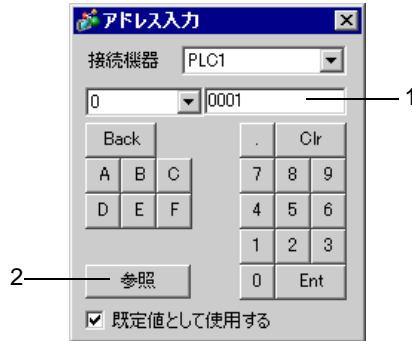 アドレス入力
接続機器 PLC1
0 0001 1
Back . Clr
A B C 7 8 9
D E F 4 5 6
1 2 3
2 参照 0 Ent
既定値として使用する